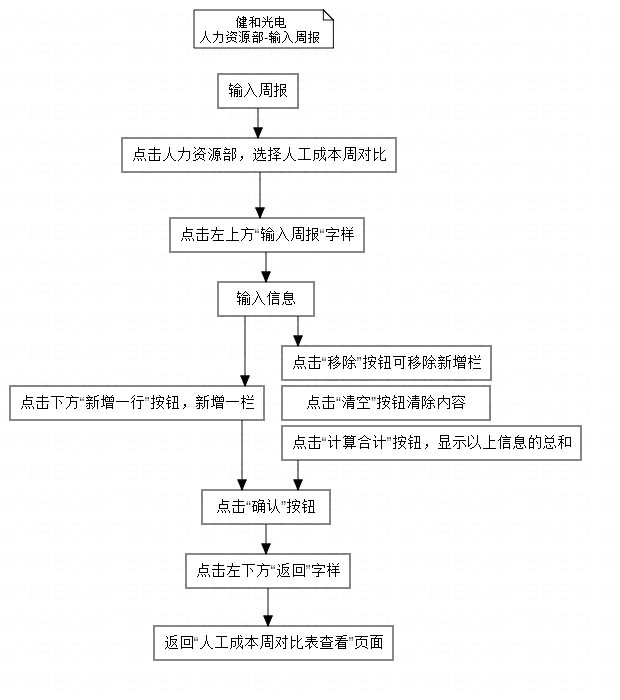 健和光电
人力资源部-输入周报
输入周报
点击人力资源部，选择人工成本周对比
点击左上方“输入周报“字样
输入信息
点击“移除”按钮可移除新增栏
点击下方“新增一行”按钮，新增一栏
点击“清空”按钮清除内容
点击“计算合计”按钮，显示以上信息的总和
点击“确认”按钮
点击左下方“返回”字样
返回“人工成本周对比表查看”页面